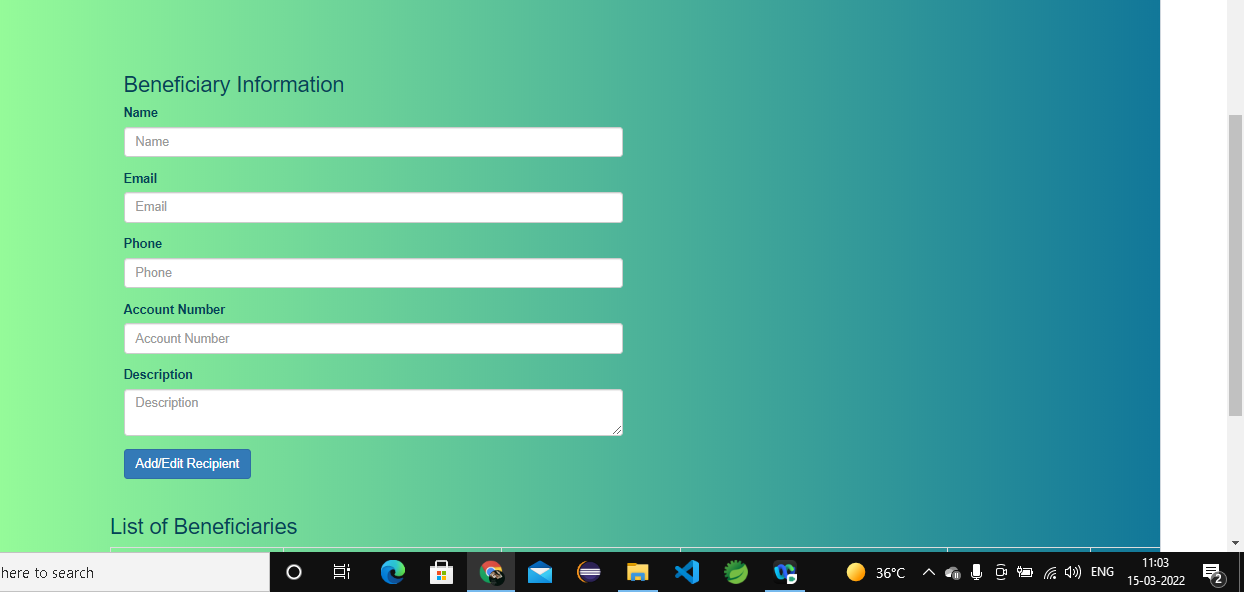 Beneficiary Information
Name
Name
Email
Email
Phone
Phone
Account Number
Account Number
Description
Description
Add/Edit Recipient
List of Beneficiaries
here to search
36°C
ENG
11:03
15-03-2022
2